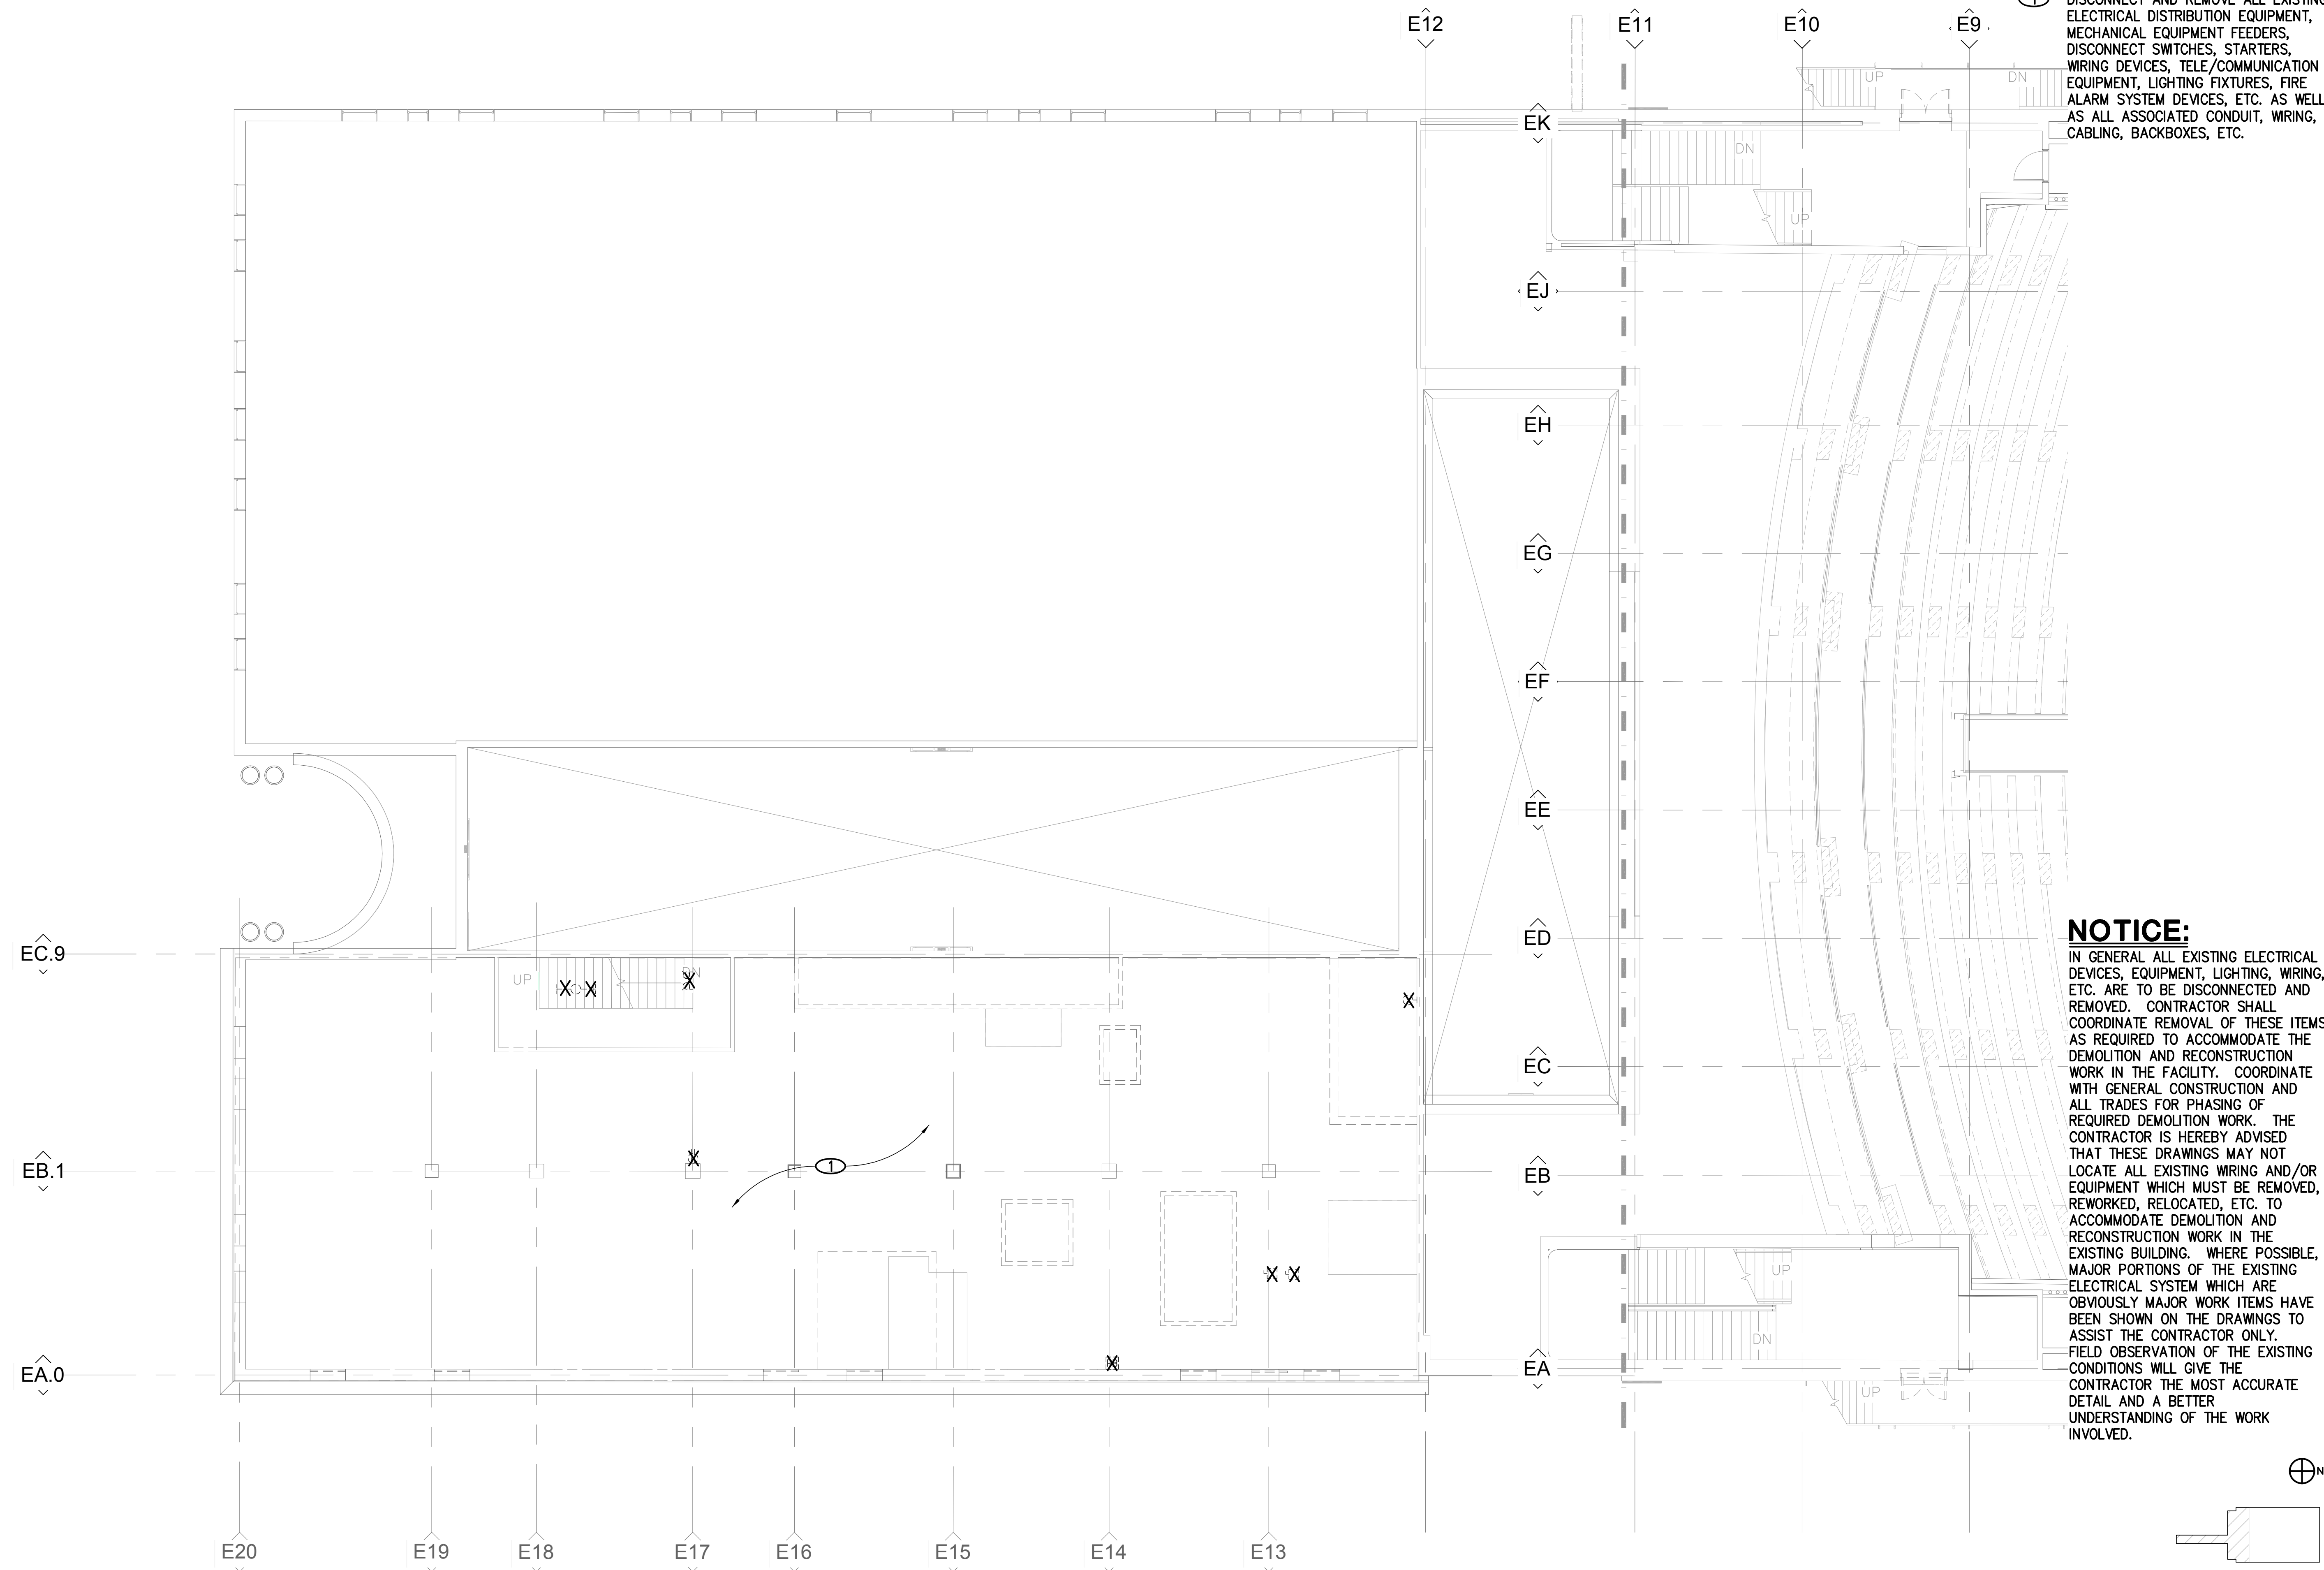 E12
E11
E10
E9
1
DISCONNECT AND REMOVE ALL EXISTING
ELECTRICAL DISTRIBUTION EQUIPMENT,
MECHANICAL EQUIPMENT FEEDERS,
DISCONNECT SWITCHES, STARTERS,
WIRING DEVICES, TELE/COMMUNICATION
EQUIPMENT, LIGHTING FIXTURES, FIRE
ALARM SYSTEM DEVICES, ETC. AS WELL
AS ALL ASSOCIATED CONDUIT, WIRING,
CABLING, BACKBOXES, ETC.
UP
DN
EK
DN
UP
EJ
EH
EG
EF
EE
ED
EC
EB
EA
EC.9
UP
DN
EB.1
1
EA.0
UP
DN
UP
NOTICE:
IN GENERAL ALL EXISTING ELECTRICAL
DEVICES, EQUIPMENT, LIGHTING, WIRING,
ETC. ARE TO BE DISCONNECTED AND
REMOVED. CONTRACTOR SHALL
COORDINATE REMOVAL OF THESE ITEMS
AS REQUIRED TO ACCOMMODATE THE
DEMOLITION AND RECONSTRUCTION
WORK IN THE FACILITY. COORDINATE
WITH GENERAL CONSTRUCTION AND
ALL TRADES FOR PHASING OF
REQUIRED DEMOLITION WORK. THE
CONTRACTOR IS HEREBY ADVISED
THAT THESE DRAWINGS MAY NOT
LOCATE ALL EXISTING WIRING AND/OR
EQUIPMENT WHICH MUST BE REMOVED,
REWORKED, RELOCATED, ETC. TO
ACCOMMODATE DEMOLITION AND
RECONSTRUCTION WORK IN THE
EXISTING BUILDING. WHERE POSSIBLE,
MAJOR PORTIONS OF THE EXISTING
ELECTRICAL SYSTEM WHICH ARE
OBVIOUSLY MAJOR WORK ITEMS HAVE
BEEN SHOWN ON THE DRAWINGS TO
ASSIST THE CONTRACTOR ONLY.
FIELD OBSERVATION OF THE EXISTING
CONDITIONS WILL GIVE THE
CONTRACTOR THE MOST ACCURATE
DETAIL AND A BETTER
UNDERSTANDING OF THE WORK
INVOLVED.
N
E20
E19
E18
E17
E16
E15
E14
E13